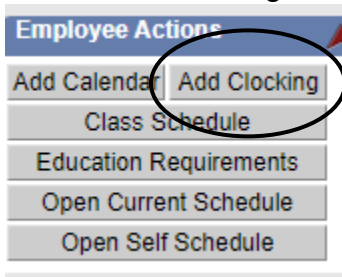 Employee Actions
Add Calendar Add Clocking
Class Schedule
Education Requirements
Open Current Schedule
Open Self Schedule